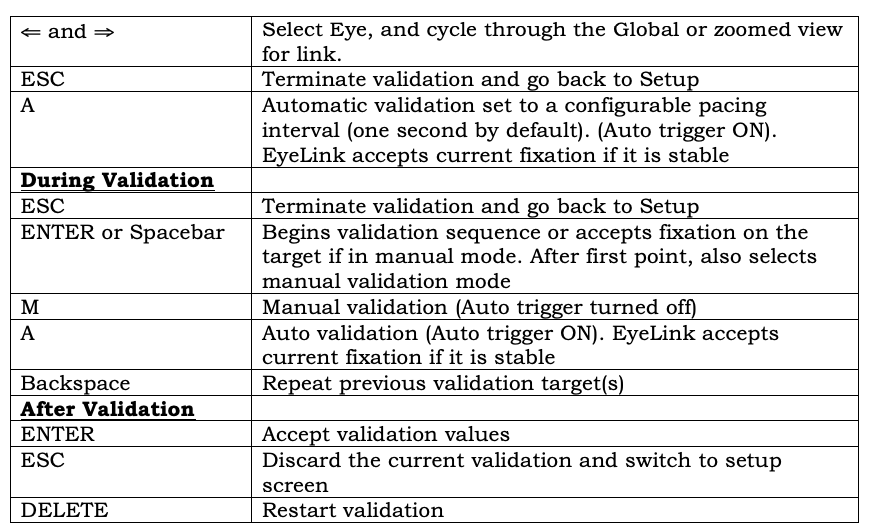 ⇐ and ⇒ Select Eye, and cycle through the Global or zoomed view
for link.
ESC Terminate validation and go back to Setup
A Automatic validation set to a configurable pacing
interval (one second by default). (Auto trigger ON).
EyeLink accepts current fixation if it is stable
During Validation
ESC Terminate validation and go back to Setup
ENTER or Spacebar Begins validation sequence or accepts fixation on the
target if in manual mode. After first point, also selects
manual validation mode
M Manual validation (Auto trigger turned off)
A Auto validation (Auto trigger ON). EyeLink accepts
current fixation if it is stable
Backspace Repeat previous validation target(s)
After Validation
ENTER Accept validation values
ESC Discard the current validation and switch to setup
screen
DELETE Restart validation